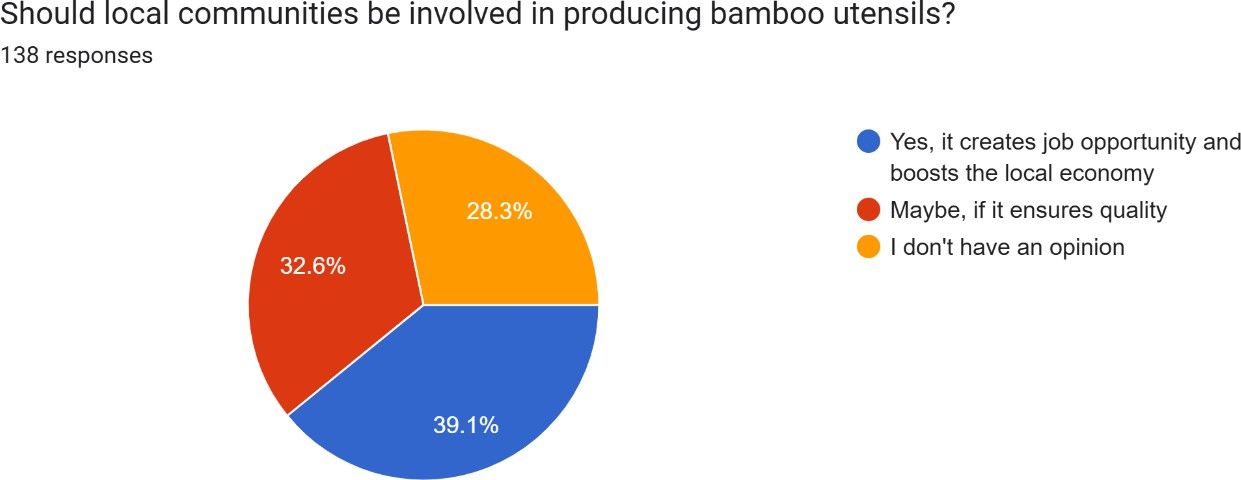 Should local communities be involved in producing bamboo utensils?
138 responses
28.3%
32.6%
39.1%
Yes, it creates job opportunity and
boosts the local economy
Maybe, if it ensures quality
I don't have an opinion